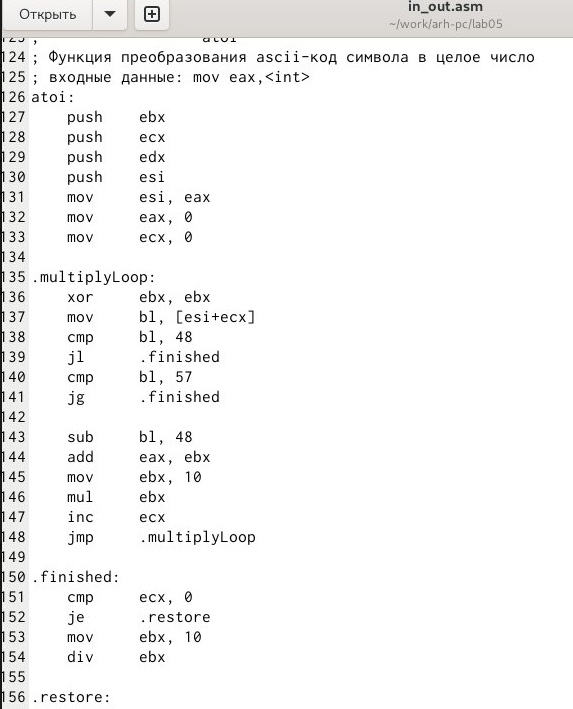 Открыть
in_out.asm
~/work/arh-pc/lab05
123 ; atoi
124 ; Функция преобразования ascii-код символа в целое число
125 ; входные данные: mov eax,<int>
126 atoi:
127 push ebx
128 push ecx
129 push edx
130 push esi
131 mov esi, eax
132 mov eax, 0
133 mov ecx, 0
134
135 .multiplyLoop:
136 xor ebx, ebx
137 mov bl, [esi+ecx]
138 cmp bl, 48
139 jl .finished
140 cmp bl, 57
141 jg .finished
142
143 sub bl, 48
144 add eax, ebx
145 mov ebx, 10
146 mul ebx
147 inc ecx
148 jmp .multiplyLoop
149
150 .finished:
151 cmp ecx, 0
152 je .restore
153 mov ebx, 10
154 div ebx
155
156 .restore: